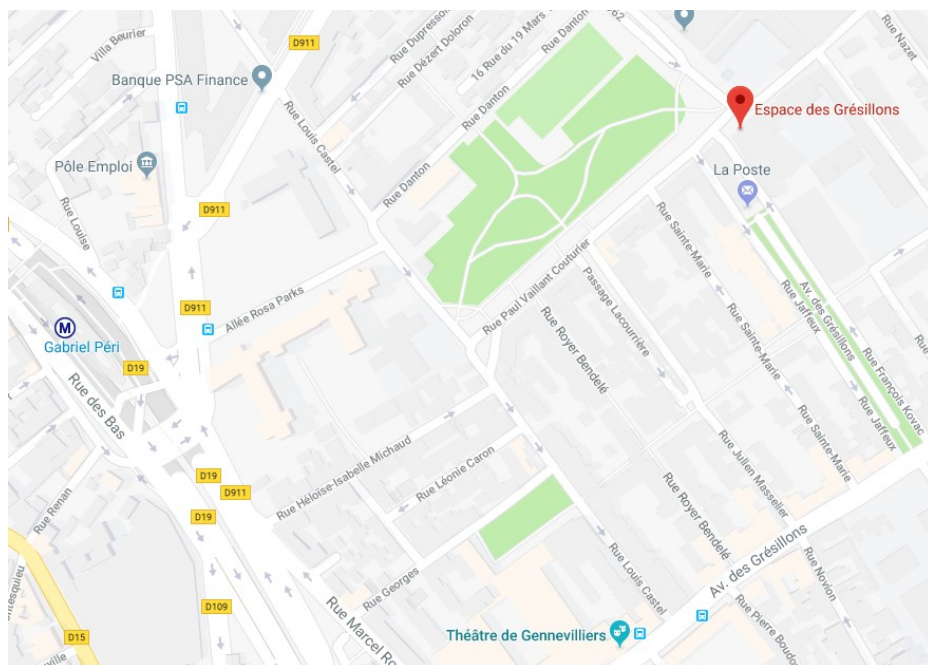 Villa Beurier
D911
Rue Dupresson
Rue Dézert Doloron
16 Rue du 19 Mars
Rue Danton
Rue Nazet
Banque PSA Finance
Rue Danton
Espace des Grésillons
Rue Louis Castel
Pôle Emploi
Rue Danton
La Poste
Rue Louise
D911
Rue Sainte-Marie
Allée Rosa Parks
Rue Paul Vaillant Couturier
Passage Lacourrière
Rue Jaffeux
Av. des Grésillons
D911
M
Gabriel Péri
D19
Rue Royer Bendelé
Rue Sainte-Marie
Rue François Kovac
Rue Jaffeux
Rue des Bas
Rue Héloïse-Isabelle Michaud
Rue Léonie Caron
Rue Julien Masselier
Rue Sainte-Marie
D19
D911
D19
Rue Renan
Rue Royer Bendelé
Av. des Grésillons
Rue Georges
Rue Louis Castel
Rue Novion
D109
Rue Marcel
Rue Pierre
D15
Théâtre de Gennevilliers